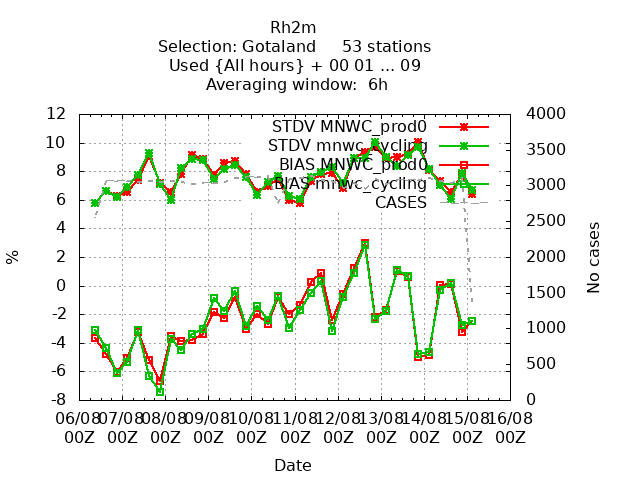 Rh2m
Selection: Gotaland 53 stations
Used {All hours} + 00 01 ... 09
Averaging window: 6h
STDV MNWC_prod0
STDV mnwc_cycling
BIAS MNWC_prod0
BIAS mnwc_cycling
CASES
12
10
8
6
4
2
0
-2
-4
-6
-8
%
4000
3500
3000
2500
2000
1500
1000
500
0
No cases
06/08 07/08 08/08 09/08 10/08 11/08 12/08 13/08 14/08 15/08 16/08
00Z 00Z 00Z 00Z 00Z 00Z 00Z 00Z 00Z 00Z 00Z
Date